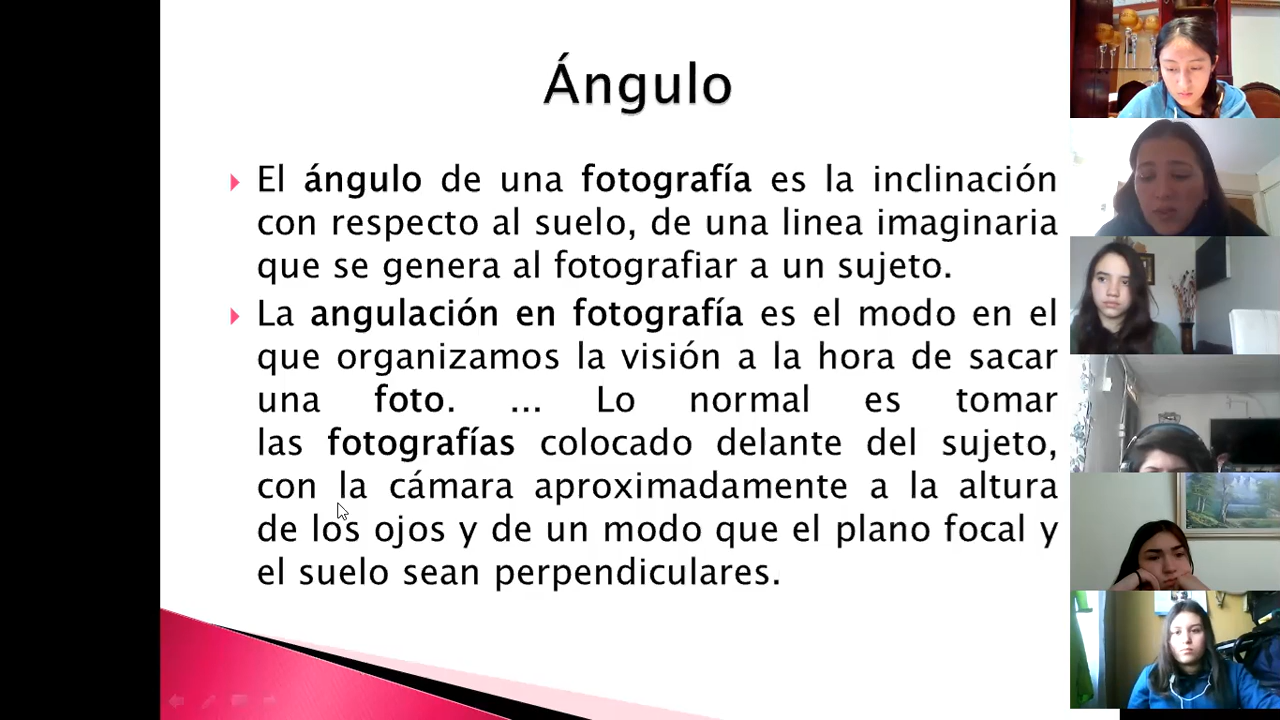 Ángulo
El ángulo de una fotografía es la inclinación
con respecto al suelo, de una linea imaginaria
que se genera al fotografiar a un sujeto.
La angulación en fotografía es el modo en el
que organizamos la visión a la hora de sacar
una foto. ... Lo normal es tomar
las fotografías colocado delante del sujeto,
con la cámara aproximadamente a la altura
de los ojos y de un modo que el plano focal y
el suelo sean perpendiculares.